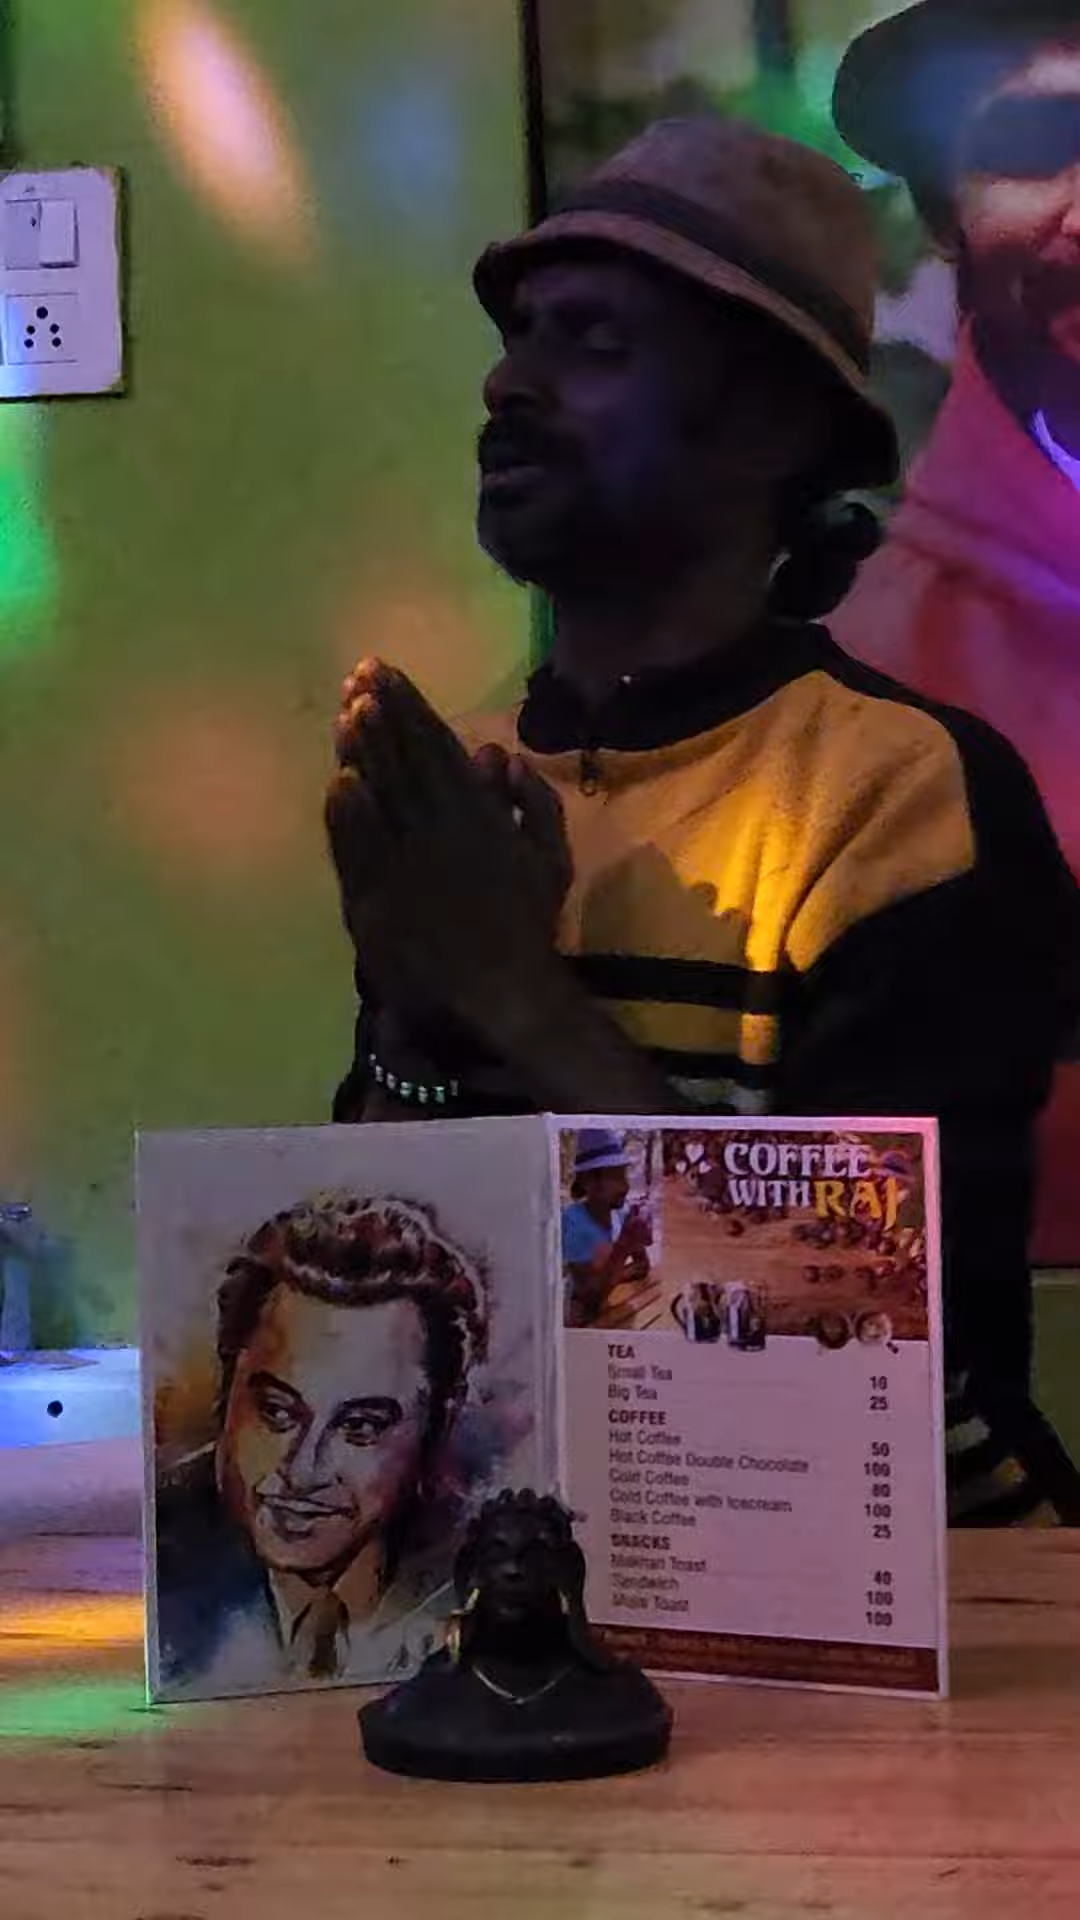 COFFEE
WITH RAJ
TEA
Small Tea 10
Big Tea 25
COFFEE
Hot Coffee 50
Hot Coffee Double Chocolate 100
Cold Coffee 80
Cold Coffee with Icecream 100
Black Coffee 25
SNACKS
Makhan Toast 40
Sandwich 100
Toast 100